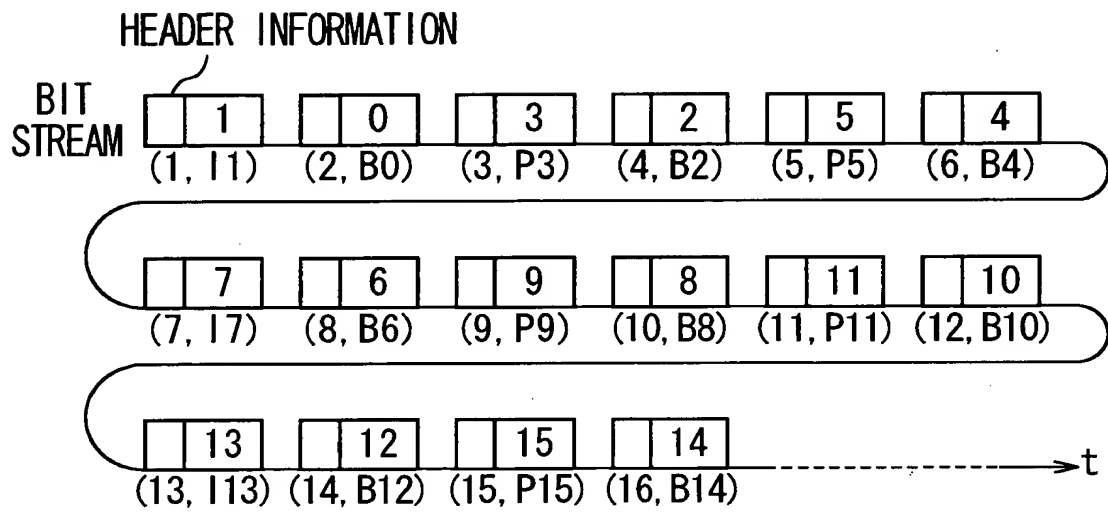 HEADER INFORMATION
BIT
STREAM
1 0 3 2 5 4
(1, I1) (2, B0) (3, P3) (4, B2) (5, P5) (6, B4)
7 6 9 8 11 10
(7, I7) (8, B6) (9, P9) (10, B8) (11, P11) (12, B10)
13 12 15 14
t
(13, I13) (14, B12) (15, P15) (16, B14)